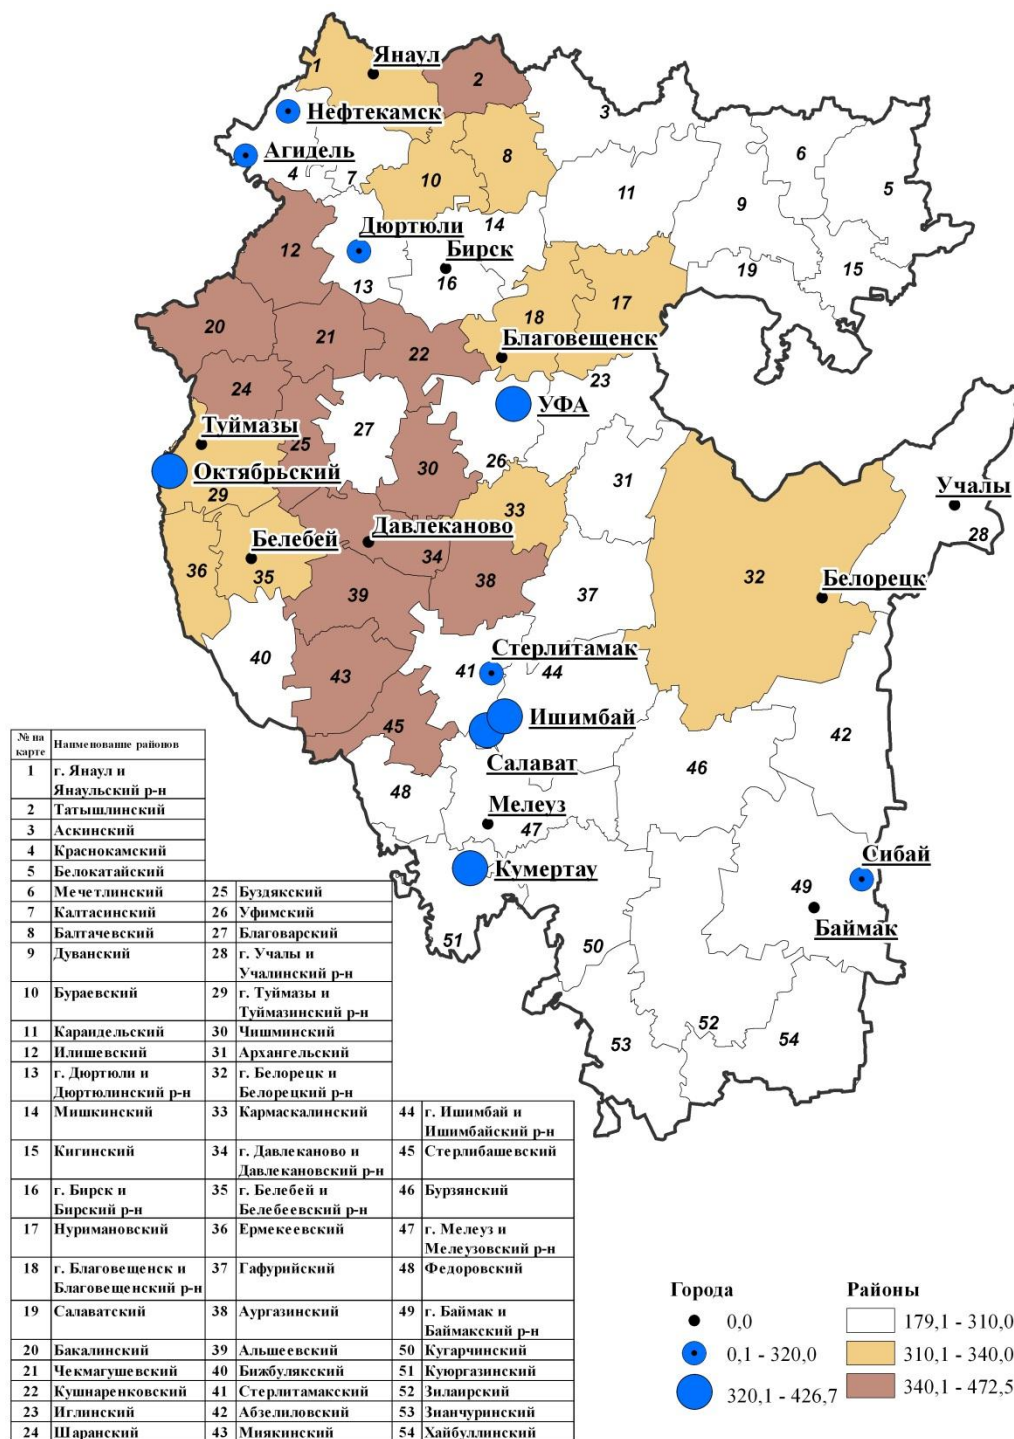 Янаул
1
2
Нефтекамск
3
Агидель
4
7
10
8
6
5
11
9
14
Дюртюли
Бирск
12
13
16
19
15
18
17
20
21
22
Благовещенск
23
24
УФА
Туймазы
27
25
26
30
31
Октябрьский
29
33
Учалы
28
Давлеканово
Белебей
34
36
35
38
37
32
Белорецк
39
40
43
Стерлитамак
41
44
45
Ишимбай
42
Салават
46
48
Мелеуз
47
Кумертау
Сибай
49
Баймак
51
50
52
53
54
№ на карте Наименование районов
1 г. Янаул и
Янаульский р-н
2 Татышлинский
3 Аскинский
4 Краснокамский
5 Белокатайский
6 Мечетлинский 25 Буздякский
7 Калтасинский 26 Уфимский
8 Балтачевский 27 Благоварский
9 Дуванский 28 г. Учалы и
Учалинский р-н
10 Бураевский 29 г. Туймазы и
Туймазинский р-н
11 Карандельский 30 Чишминский
12 Илишевский 31 Архангельский
13 г. Дюртюли и 32 г. Белорецк и
Дюртюлинский р-н Белорецкий р-н
14 Мишкинский 33 Кармаскалинский 44 г. Ишимбай и
Ишимбайский р-н
15 Кигинский 34 г. Давлеканово и 45 Стерлибашевский
Давлекановский р-н
16 г. Бирск и 35 г. Белебей и 46 Бурзянский
Бирский р-н Белебеевский р-н
17 Нуримановский 36 Ермекеевский 47 г. Мелеуз и
Мелеузовский р-н
18 г. Благовещенск и 37 Гафурийский 48 Федоровский
Благовещенский р-н
19 Салаватский 38 Аургазинский 49 г. Баймак и
Баймакский р-н
20 Бакалинский 39 Альшеевский 50 Кугарчинский
21 Чекмагушевский 40 Бижбулякский 51 Куюргазинский
22 Кушнаренковский 41 Стерлитамакский 52 Зилаирский
23 Иглинский 42 Абзелиловский 53 Зианчуринский
24 Шаранский 43 Миякинский 54 Хайбуллинский
Города Районы
0,0 179,1 - 310,0
0,1 - 320,0 310,1 - 340,0
320,1 - 426,7 340,1 - 472,5